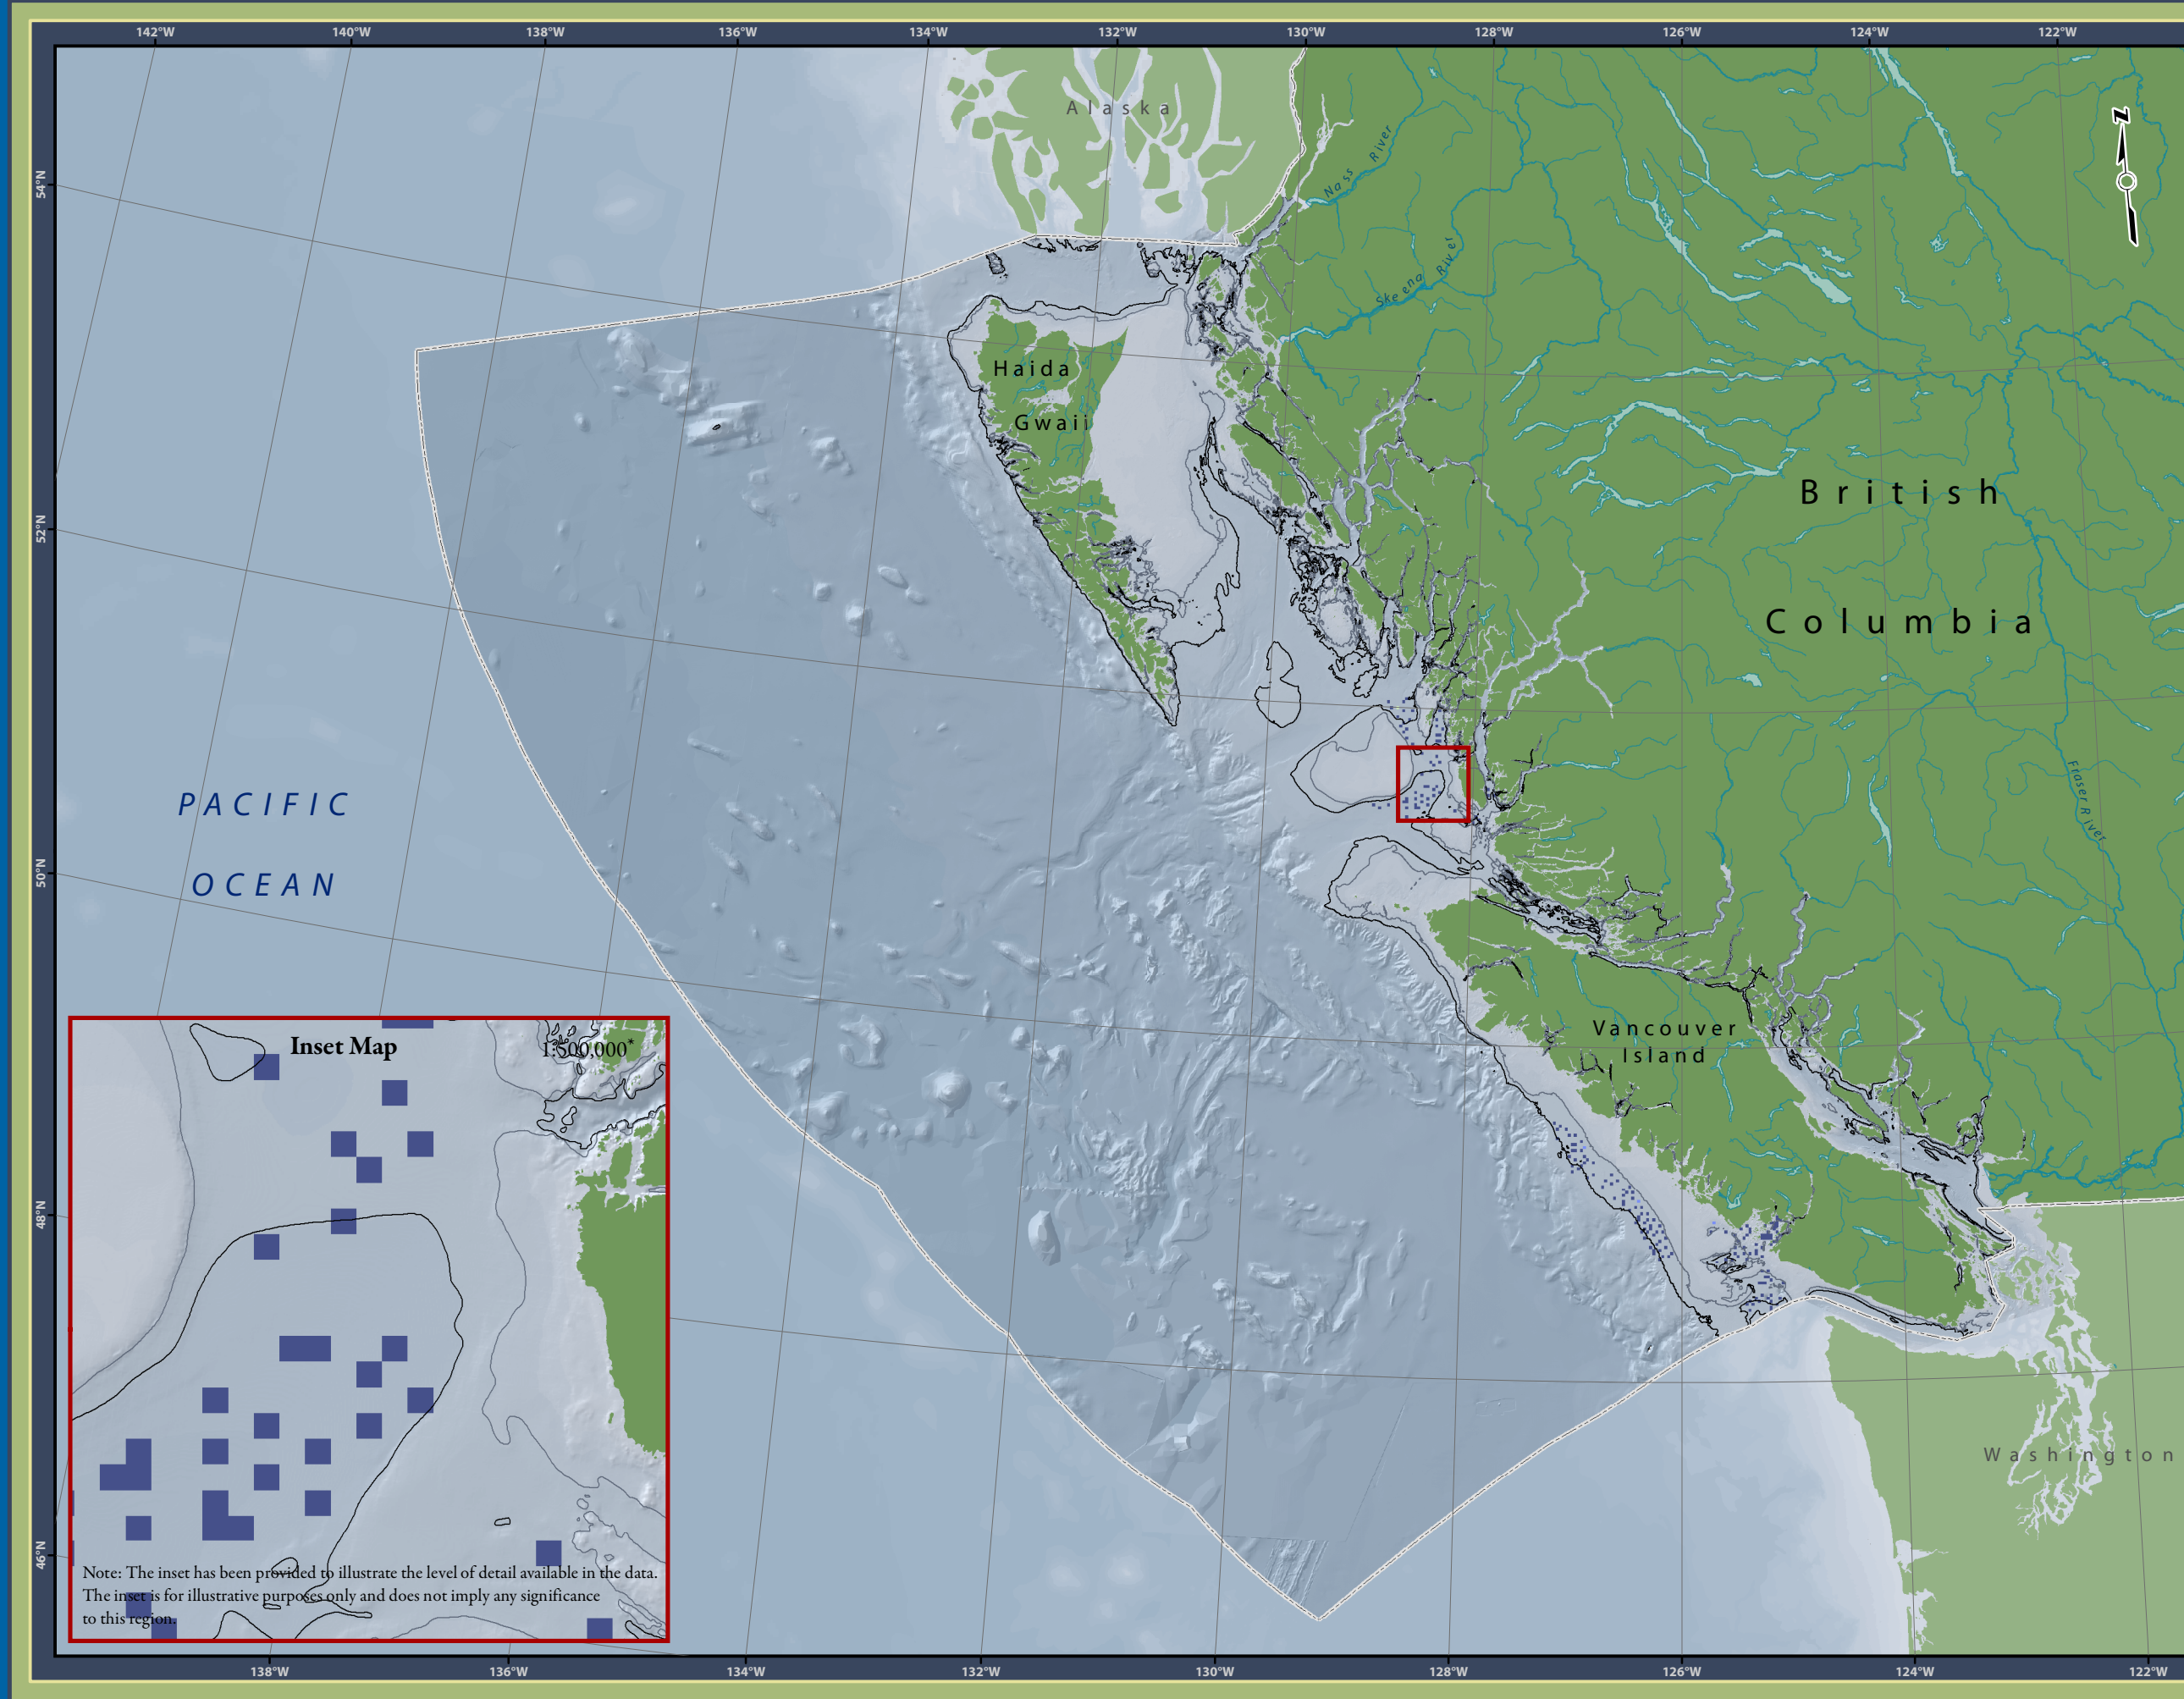 142°W 140°W 138°W 136°W 134°W 132°W 130°W 128°W 126°W 124°W 122°W
Alaska
N
Nass River
54°N
Skeena River
Haida
Gwaii
British
52°N
Columbia
Fraser River
PACIFIC
50°N
OCEAN
Vancouver
Island
Inset Map
1:500,000*
48°N
Washington
46°N
Note: The inset has been provided to illustrate the level of detail available in the data.
The inset is for illustrative purposes only and does not imply any significance
to this region.
138°W 136°W 134°W 132°W 130°W 128°W 126°W 124°W 122°W